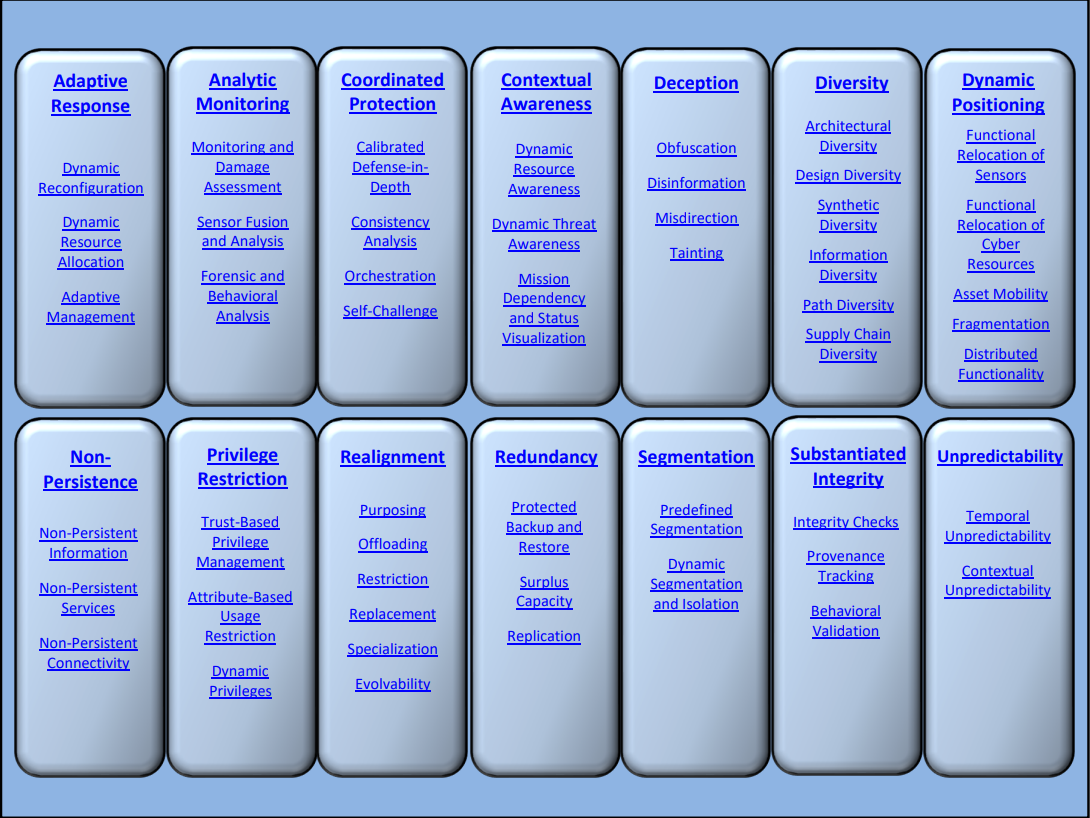 Adaptive
Response
Dynamic
Reconfiguration
Dynamic
Resource
Allocation
Adaptive
Management
Analytic
Monitoring
Monitoring and
Damage
Assessment
Sensor Fusion
and Analysis
Forensic and
Behavioral
Analysis
Coordinated
Protection
Calibrated
Defense-in-
Depth
Consistency
Analysis
Orchestration
Self-Challenge
Contextual
Awareness
Dynamic
Resource
Awareness
Dynamic Threat
Awareness
Mission
Dependency
and Status
Visualization
Deception
Obfuscation
Disinformation
Misdirection
Tainting
Diversity
Architectural
Diversity
Design Diversity
Synthetic
Diversity
Information
Diversity
Path Diversity
Supply Chain
Diversity
Dynamic
Positioning
Functional
Relocation of
Sensors
Functional
Relocation of
Cyber
Resources
Asset Mobility
Fragmentation
Distributed
Functionality
Non-
Persistence
Non-Persistent
Information
Non-Persistent
Services
Non-Persistent
Connectivity
Privilege
Restriction
Trust-Based
Privilege
Management
Attribute-Based
Usage
Restriction
Dynamic
Privileges
Realignment
Purposing
Offloading
Restriction
Replacement
Specialization
Evolvability
Redundancy
Protected
Backup and
Restore
Surplus
Capacity
Replication
Segmentation
Predefined
Segmentation
Dynamic
Segmentation
and Isolation
Substantiated
Integrity
Integrity Checks
Provenance
Tracking
Behavioral
Validation
Unpredictability
Temporal
Unpredictability
Contextual
Unpredictability